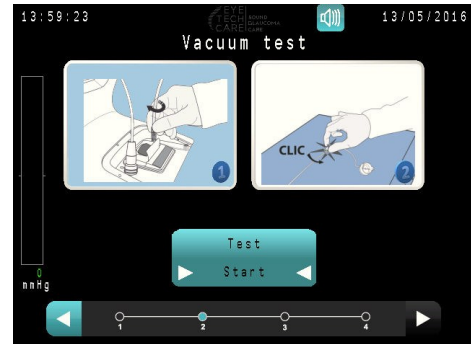 13:59:23
EYE
TECH
CARE
SOUND
GLAUCOMA
CARE
13/05/2016
Vacuum test
1
CLIC
2
Test
Start
0
mmHg
1 2 3 4